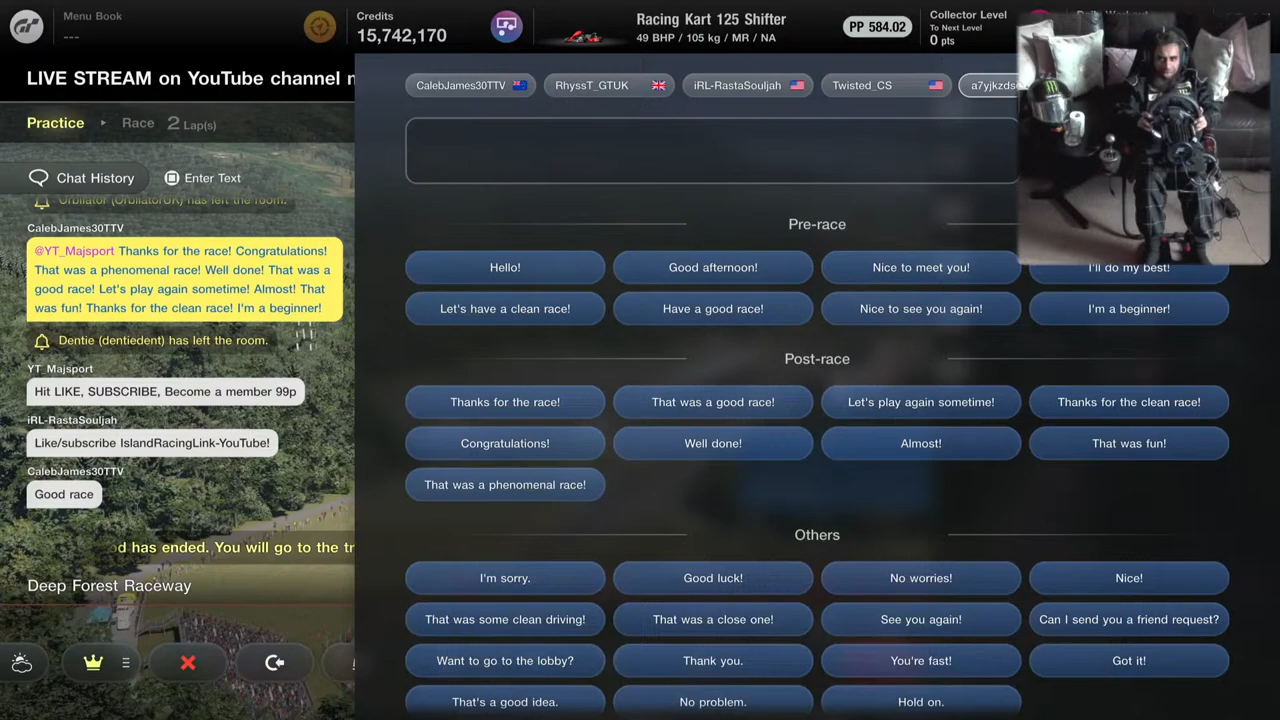 Menu Book
---
Credits
15,742,170
Racing Kart 125 Shifter
49 BHP / 105 kg / MR / NA
PP 584.02
Collector Level
To Next Level
0 pts
LIVE STREAM on YouTube channel
Practice
Race 2 Lap(s)
Chat History
Enter Text
Orbiliator (OrbiliatorUK) has left the room.
CalebJames30TTV
@YT_Majsport Thanks for the race! Congratulations!
That was a phenomenal race! Well done! That was a
good race! Let's play again sometime! Almost! That
was fun! Thanks for the clean race! I'm a beginner!
Dentie (dentiedent) has left the room.
YT_Majsport
Hit LIKE, SUBSCRIBE, Become a member 99p
iRL-RastaSouljah
Like/subscribe IslandRacingLink-YouTube!
CalebJames30TTV
Good race
has ended. You will go to the
Deep Forest Raceway
CalebJames30TTV
RhyssT_GTUK
iRL-RastaSouljah
Twisted_CS
Pre-race
Hello!
Good afternoon!
Nice to meet you!
I'll do my best!
Let's have a clean race!
Have a good race!
Nice to see you again!
I'm a beginner!
Post-race
Thanks for the race!
That was a good race!
Let's play again sometime!
Thanks for the clean race!
Congratulations!
Well done!
Almost!
That was fun!
That was a phenomenal race!
Others
I'm sorry.
Good luck!
No worries!
Nice!
That was some clean driving!
That was a close one!
See you again!
Can I send you a friend request?
Want to go to the lobby?
Thank you.
You're fast!
Got it!
That's a good idea.
No problem.
Hold on.